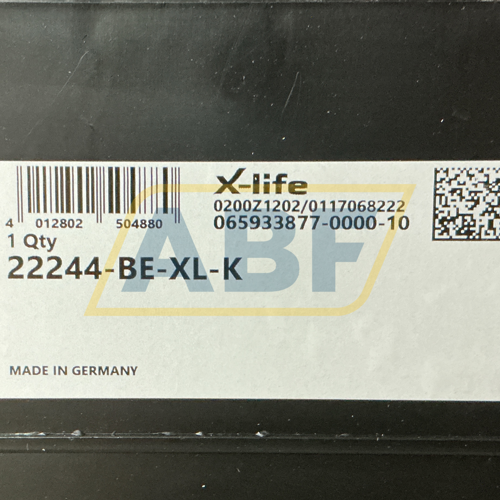 X-life
0200Z1202/0117068222
065933877-0000-10
4 012802 504880
1 Qty
22244-BE-XL-K
ABF
MADE IN GERMANY